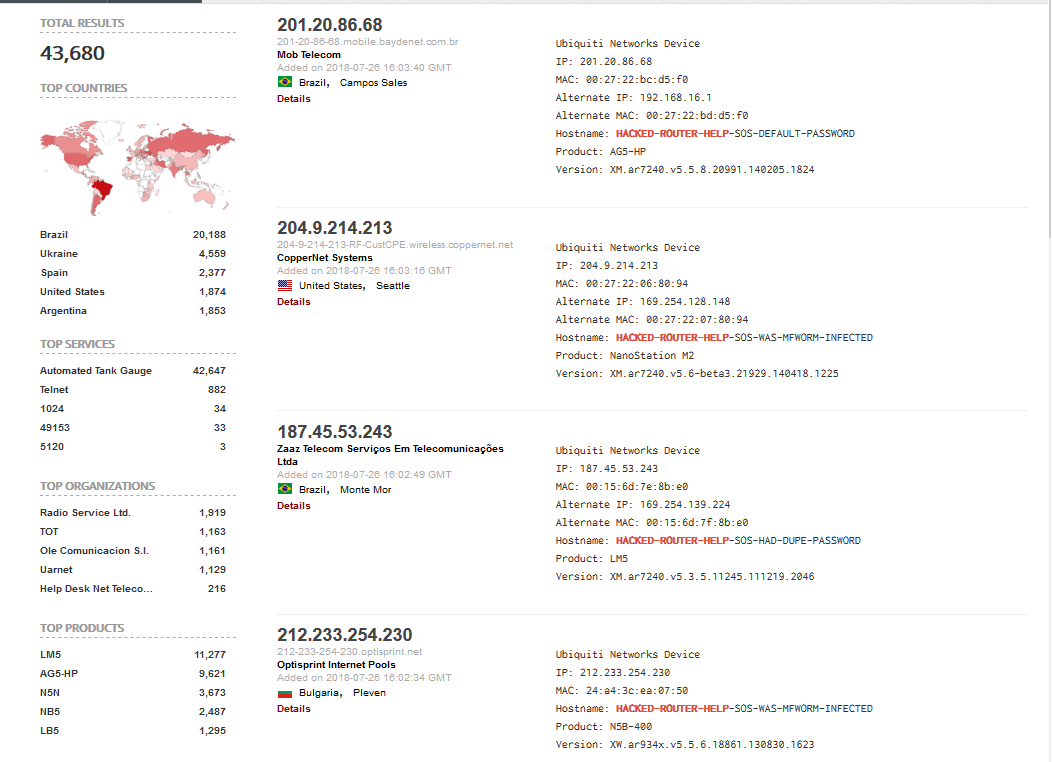 TOTAL RESULTS
43,680
TOP COUNTRIES
Brazil 20,188
Ukraine 4,559
Spain 2,377
United States 1,874
Argentina 1,853
TOP SERVICES
Automated Tank Gauge 42,647
Telnet 882
1024 34
49153 33
5120 3
TOP ORGANIZATIONS
Radio Service Ltd. 1,919
TOT 1,163
Ole Comunicacion S.l. 1,161
Uarnet 1,129
Help Desk Net Teleco... 216
TOP PRODUCTS
LM5 11,277
AG5-HP 9,621
N5N 3,673
NB5 2,487
LB5 1,295
201.20.86.68
201-20-86-68.mobile.baydenet.com.br
Mob Telecom
Added on 2018-07-26 16:03:40 GMT
Brazil, Campos Sales
Details
Ubiquiti Networks Device
IP: 201.20.86.68
MAC: 00:27:22:bc:d5:f0
Alternate IP: 192.168.16.1
Alternate MAC: 00:27:22:bd:d5:f0
Hostname: HACKED-ROUTER-HELP-SOS-DEFAULT-PASSWORD
Product: AG5-HP
Version: XM.ar7240.v5.5.8.20991.140205.1824
204.9.214.213
204-9-214-213-RF-CustCPE.wireless.coppernet.net
CopperNet Systems
Added on 2018-07-26 16:03:16 GMT
United States, Seattle
Details
Ubiquiti Networks Device
IP: 204.9.214.213
MAC: 00:27:22:06:80:94
Alternate IP: 169.254.128.148
Alternate MAC: 00:27:22:07:80:94
Hostname: HACKED-ROUTER-HELP-SOS-WAS-MFWORM-INFECTED
Product: NanoStation M2
Version: XM.ar7240.v5.6-beta3.21929.140418.1225
187.45.53.243
Zaaz Telecom Serviços Em Telecomunicações
Ltda
Added on 2018-07-26 16:02:49 GMT
Brazil, Monte Mor
Details
Ubiquiti Networks Device
IP: 187.45.53.243
MAC: 00:15:6d:7e:8b:e0
Alternate IP: 169.254.139.224
Alternate MAC: 00:15:6d:7f:8b:e0
Hostname: HACKED-ROUTER-HELP-SOS-HAD-DUPE-PASSWORD
Product: LM5
Version: XM.ar7240.v5.3.5.11245.111219.2046
212.233.254.230
212-233-254-230.optisprint.net
Optisprint Internet Pools
Added on 2018-07-26 16:02:34 GMT
Bulgaria, Pleven
Details
Ubiquiti Networks Device
IP: 212.233.254.230
MAC: 24:a4:3c:ea:07:50
Hostname: HACKED-ROUTER-HELP-SOS-WAS-MFWORM-INFECTED
Product: N5B-400
Version: XW.ar934x.v5.5.6.18861.130830.1623